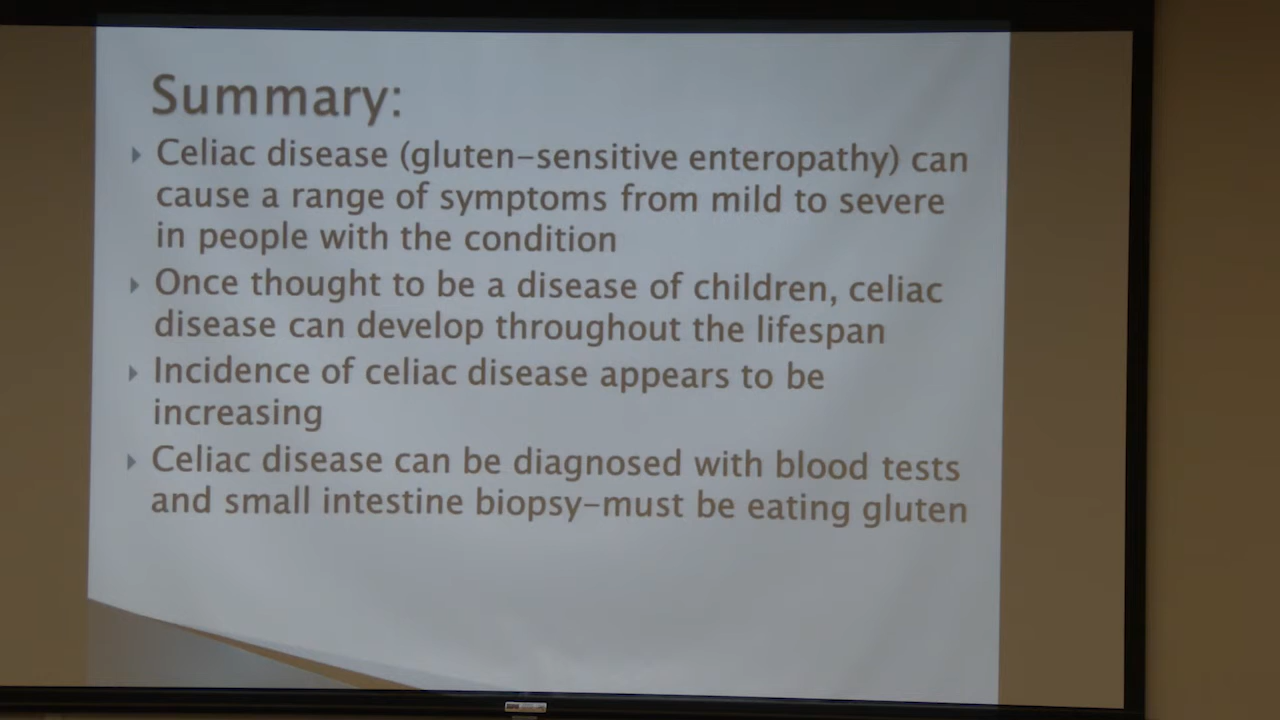 Summary:
Celiac disease (gluten-sensitive enteropathy) can
cause a range of symptoms from mild to severe
in people with the condition
Once thought to be a disease of children, celiac
disease can develop throughout the lifespan
Incidence of celiac disease appears to be
increasing
Celiac disease can be diagnosed with blood tests
and small intestine biopsy-must be eating gluten